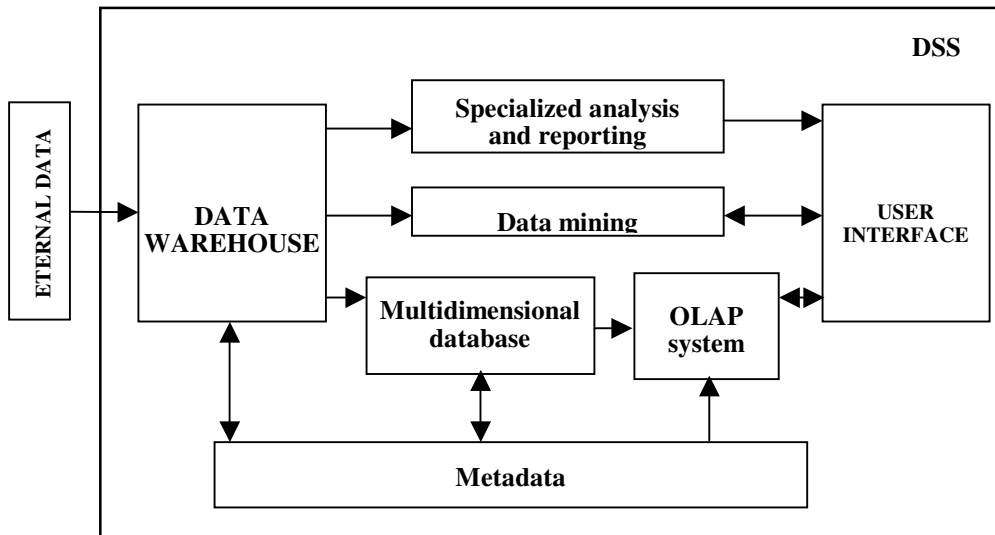 DSS
ETERNAL DATA
DATA
WAREHOUSE
Specialized analysis
and reporting
Data mining
Multidimensional
database
OLAP
system
USER
INTERFACE
Metadata